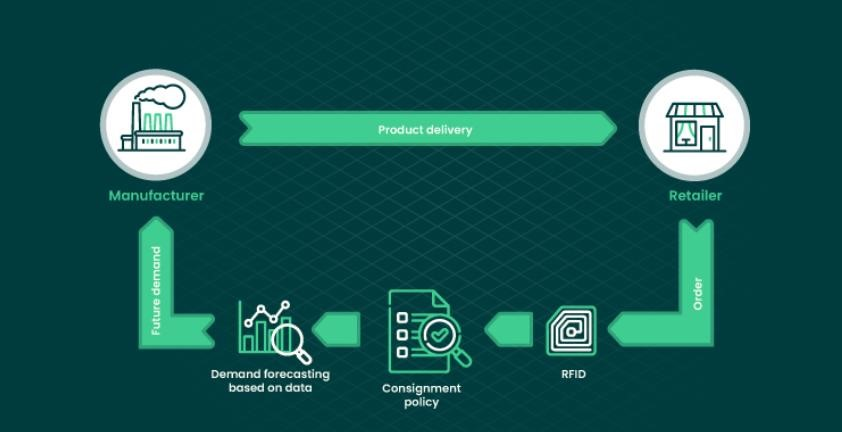 Product delivery
Manufacturer
Retailer
Future demand
Order
Demand forecasting
based on data
Consignment
policy
RFID